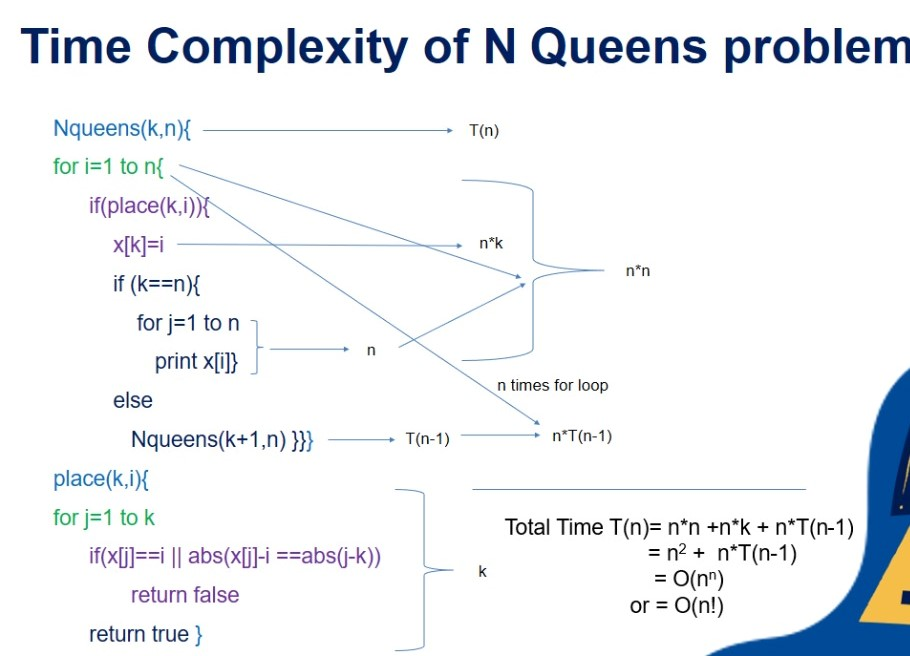 Time Complexity of N Queens problem
Nqueens(k,n){
T(n)
for i=1 to n{
if(place(k,i)){
x[k]=i
n*k
if (k==n){
n*n
for j=1 to n
n
print x[i]}
n times for loop
else
Nqueens(k+1,n) }}}
T(n-1)
n*T(n-1)
place(k,i){
for j=1 to k
if(x[j]==i || abs(x[j]-i ==abs(j-k))
k
return false
return true }
Total Time T(n)= n*n +n*k + n*T(n-1)
= n² + n*T(n-1)
= O(nⁿ)
or = O(n!)